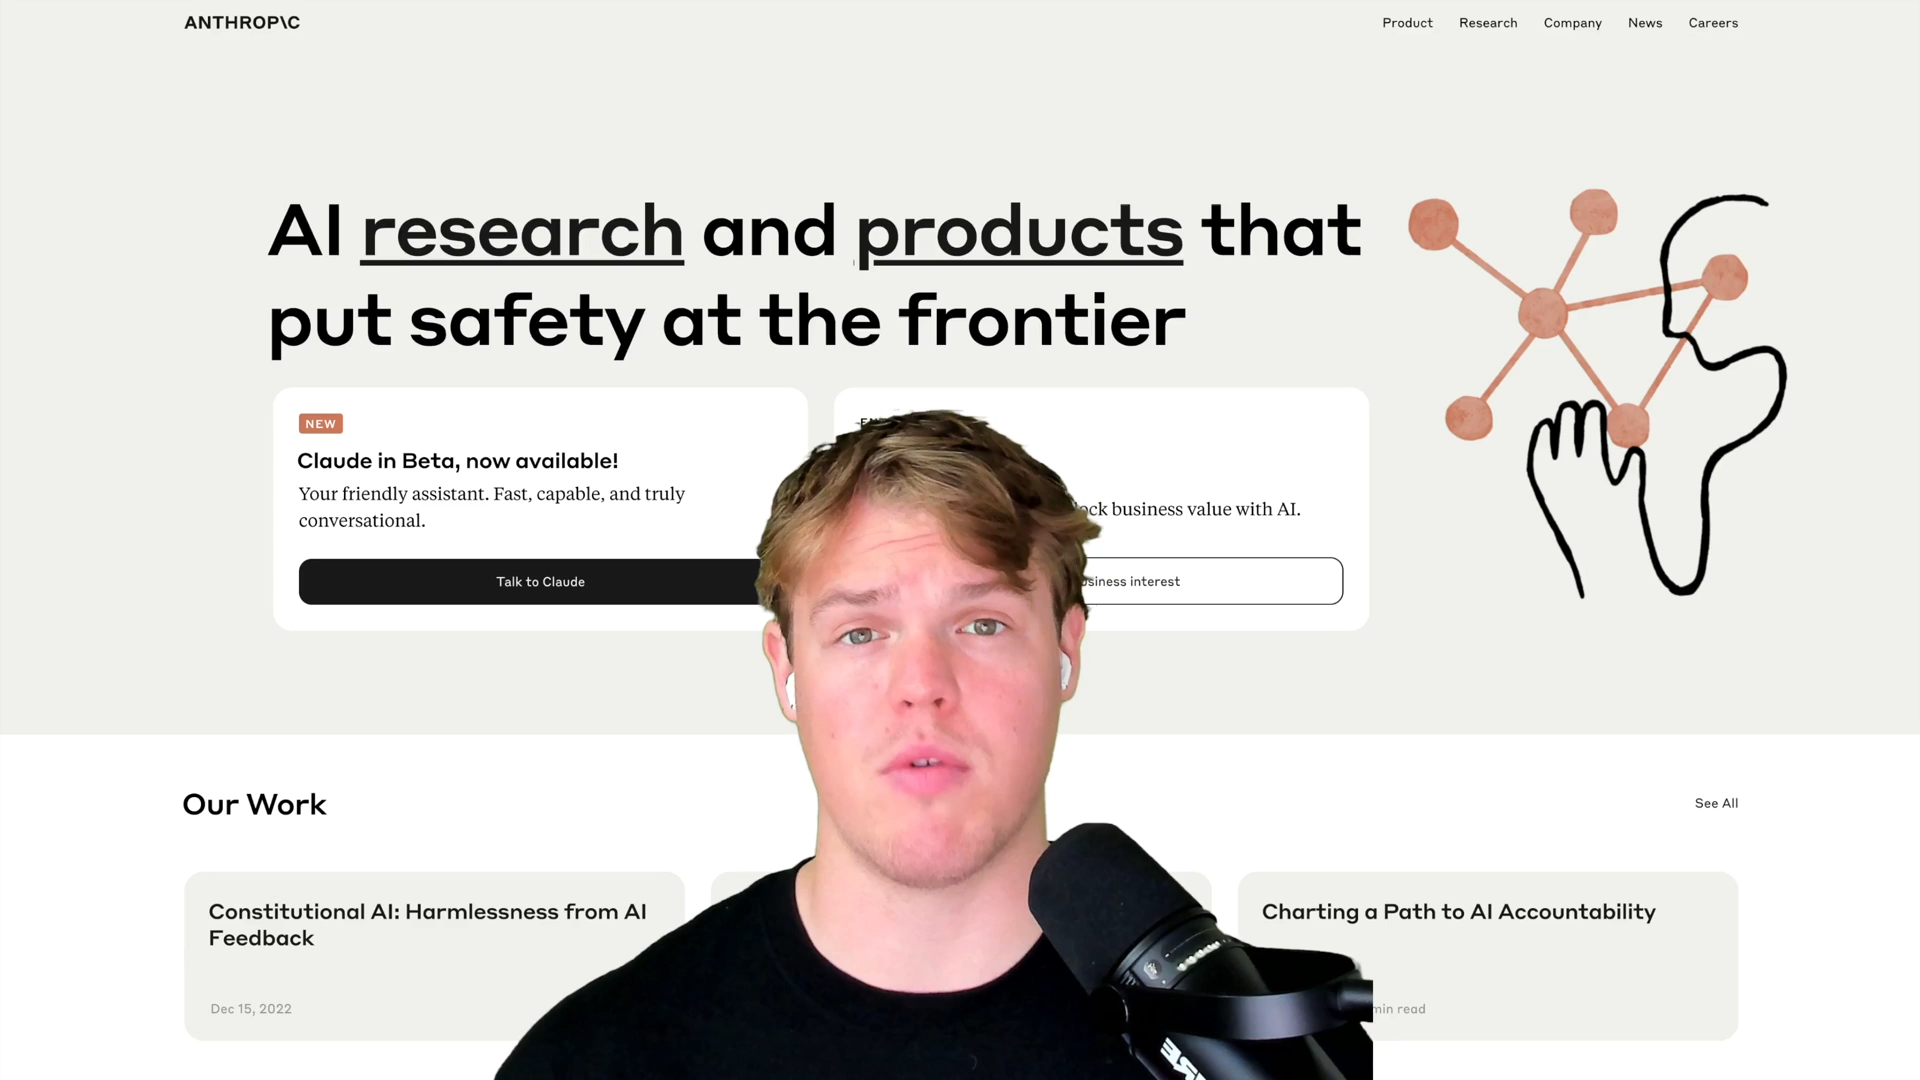 ANTHROP\C
Product Research Company News Careers
AI research and products that
put safety at the frontier
NEW
Claude in Beta, now available!
Your friendly assistant. Fast, capable, and truly
conversational.
business value with AI.
Talk to Claude
interest
Our Work
See All
Constitutional AI: Harmlessness from AI
Feedback
Charting a Path to AI Accountability
Dec 15, 2022
min read